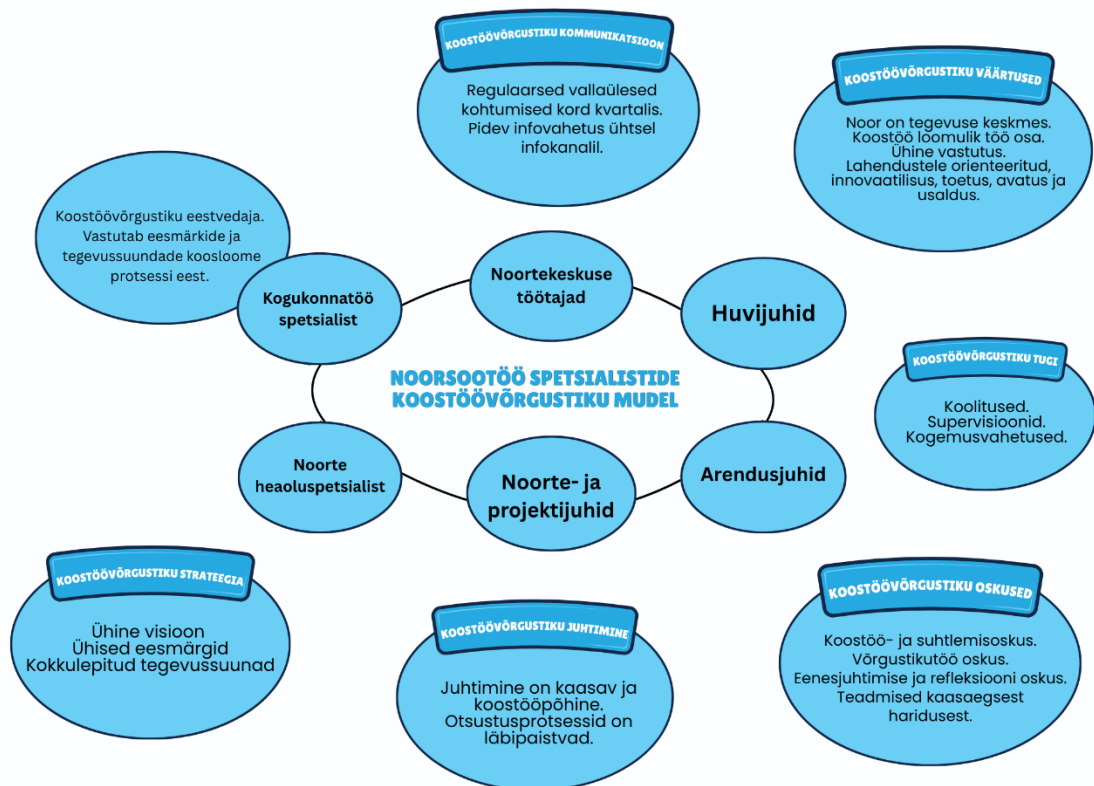 KOOSTÖÖVÕRGUSTIKU KOMMUNIKATSIOON
Regulaarsed vallaülesed
kohtumised kord kvartalis.
Pidev infovahetus ühtsel
infokanalil.
KOOSTÖÖVÕRGUSTIKU VÄÄRTUSED
Noor on tegevuse keskmes.
Koostöö loomulik töö osa.
Ühine vastutus.
Lahendustele orienteeritud,
innovaatilisus, toetus, avatus ja
usaldus.
Koostöövõrgustiku eestvedaja.
Vastutab eesmärkide ja
tegevussuundade koosloome
protsessi eest.
Kogukonnatöö
spetsialist
Noortekeskuse
töötajad
Huvijuhid
NOORSOOTÖÖ SPETSIALISTIDE
KOOSTÖÖVÕRGUSTIKU MUDEL
KOOSTÖÖVÕRGUSTIKU TUGI
Koolitused.
Supervisioonid.
Kogemusvahetused.
Noorte
heaoluspetsialist
Noorte- ja
projektijuhid
Arendusjuhid
KOOSTÖÖVÕRGUSTIKU STRATEEGIA
Ühine visioon
Ühised eesmärgid
Kokkulepitud tegevussuunad
KOOSTÖÖVÕRGUSTIKU JUHTIMINE
Juhtimine on kaasav ja
koostööpõhine.
Otsustusprotsessid on
läbipaistvad.
KOOSTÖÖVÕRGUSTIKU OSKUSED
Koostöö- ja suhtlemisoskus.
Võrgustikutöö oskus.
Eenesjuhtimise ja refleksiooni oskus.
Teadmised kaasaegsest
haridusest.